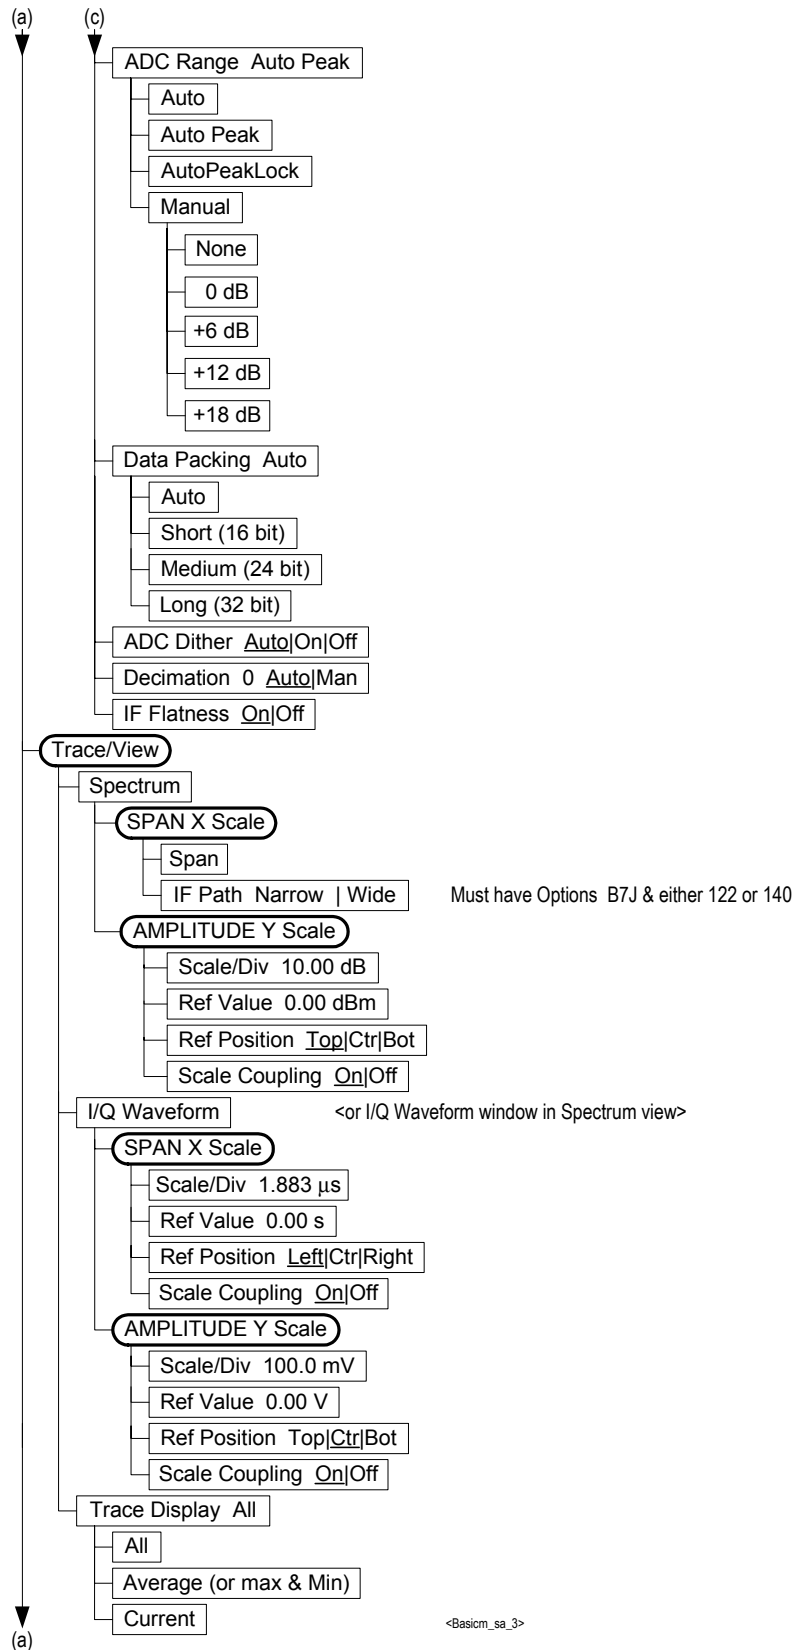 (a) (c)
ADC Range Auto Peak
Auto
Auto Peak
AutoPeakLock
Manual
None
0 dB
+6 dB
+12 dB
+18 dB
Data Packing Auto
Auto
Short (16 bit)
Medium (24 bit)
Long (32 bit)
ADC Dither Auto|On|Off
Decimation 0 Auto|Man
IF Flatness On|Off
Trace/View
Spectrum
SPAN X Scale
Span
IF Path Narrow | Wide Must have Options B7J & either 122 or 140
AMPLITUDE Y Scale
Scale/Div 10.00 dB
Ref Value 0.00 dBm
Ref Position Top|Ctr|Bot
Scale Coupling On|Off
I/Q Waveform <or I/Q Waveform window in Spectrum view>
SPAN X Scale
Scale/Div 1.883 μs
Ref Value 0.00 s
Ref Position Left|Ctr|Right
Scale Coupling On|Off
AMPLITUDE Y Scale
Scale/Div 100.0 mV
Ref Value 0.00 V
Ref Position Top|Ctr|Bot
Scale Coupling On|Off
Trace Display All
All
Average (or max & Min)
Current <Basicm_sa_3>
(a)